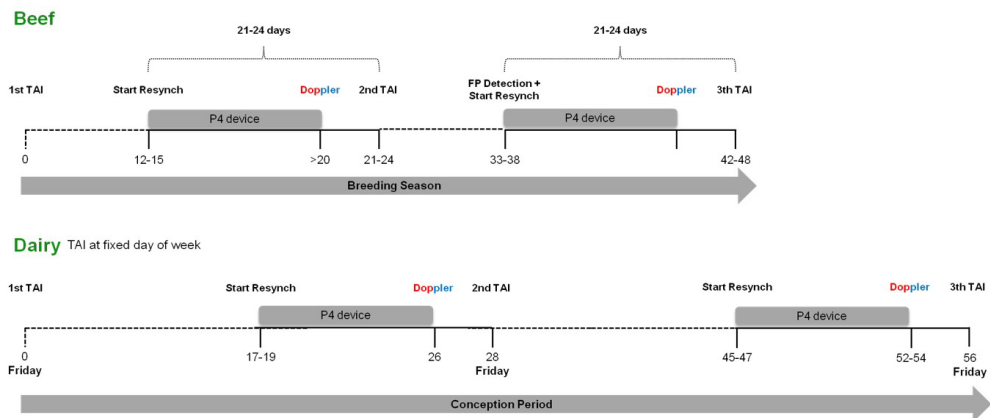 Beef
21-24 days
21-24 days
1st TAI
Start Resynch
Doppler
2nd TAI
FP Detection +
Start Resynch
Doppler
3th TAI
P4 device
P4 device
0
12-15
>20
21-24
33-38
42-48
Breeding Season
Dairy TAI at fixed day of week
1st TAI
Start Resynch
Doppler
2nd TAI
Start Resynch
Doppler
3th TAI
P4 device
P4 device
0
17-19
26
28
45-47
52-54
56
Friday
Friday
Friday
Conception Period